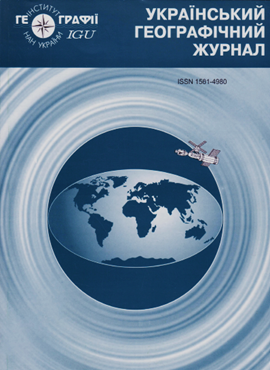 ІНСТИТУТ
ГЕОГРАФІЇ
НАН УКРАЇНИ
IGU
УКРАЇНСЬКИЙ
ГЕОГРАФІЧНИЙ
ЖУРНАЛ
ISSN 1561-4980